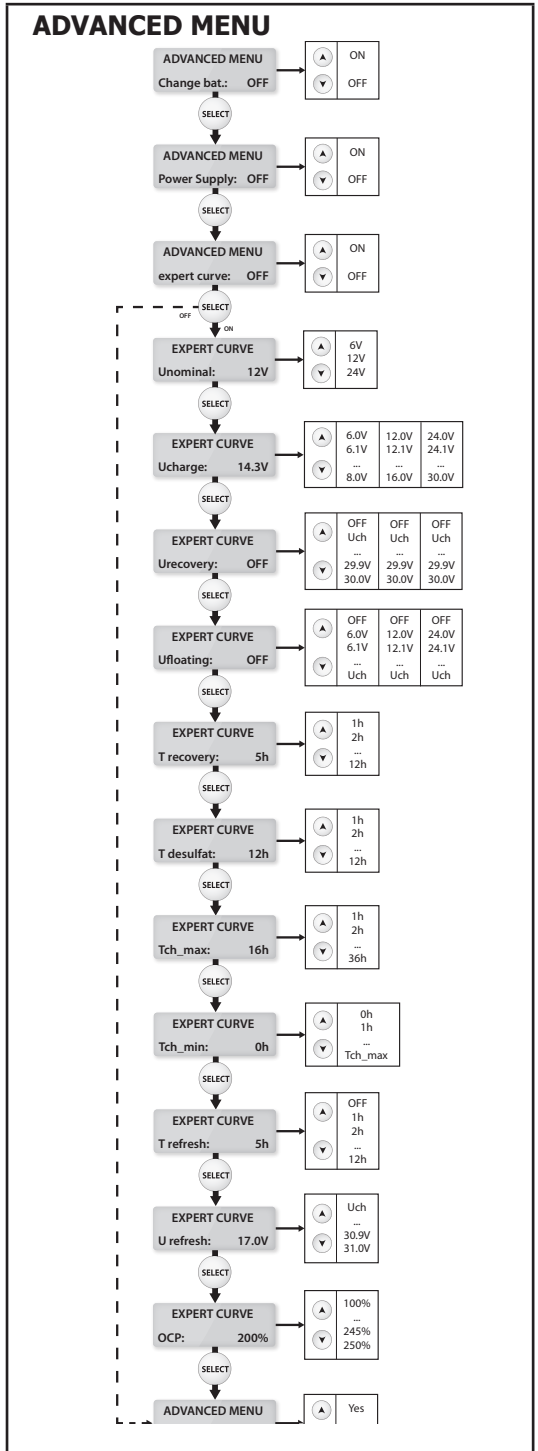 ADVANCED MENU
ADVANCED MENU
Change bat.: OFF
ON
OFF
SELECT
ADVANCED MENU
Power Supply: OFF
ON
OFF
SELECT
ADVANCED MENU
expert curve: OFF
ON
OFF
SELECT
OFF
ON
EXPERT CURVE
Unominal: 12V
6V
12V
24V
SELECT
EXPERT CURVE
Ucharge: 14.3V
6.0V 12.0V 24.0V
6.1V 12.1V 24.1V
... ... ...
8.0V 16.0V 30.0V
SELECT
EXPERT CURVE
Urecovery: OFF
OFF OFF OFF
Uch Uch Uch
... ... ...
29.9V 29.9V 29.9V
30.0V 30.0V 30.0V
SELECT
EXPERT CURVE
Ufloating: OFF
OFF OFF OFF
6.0V 12.0V 24.0V
6.1V 12.1V 24.1V
... ... ...
Uch Uch Uch
SELECT
EXPERT CURVE
T recovery: 5h
1h
2h
...
12h
SELECT
EXPERT CURVE
T desulfat: 12h
1h
2h
...
12h
SELECT
EXPERT CURVE
Tch_max: 16h
1h
2h
...
36h
SELECT
EXPERT CURVE
Tch_min: 0h
0h
1h
...
Tch_max
SELECT
EXPERT CURVE
T refresh: 5h
OFF
1h
2h
...
12h
SELECT
EXPERT CURVE
U refresh: 17.0V
Uch
...
30.9V
31.0V
SELECT
EXPERT CURVE
OCP: 200%
100%
...
245%
250%
SELECT
ADVANCED MENU
Yes